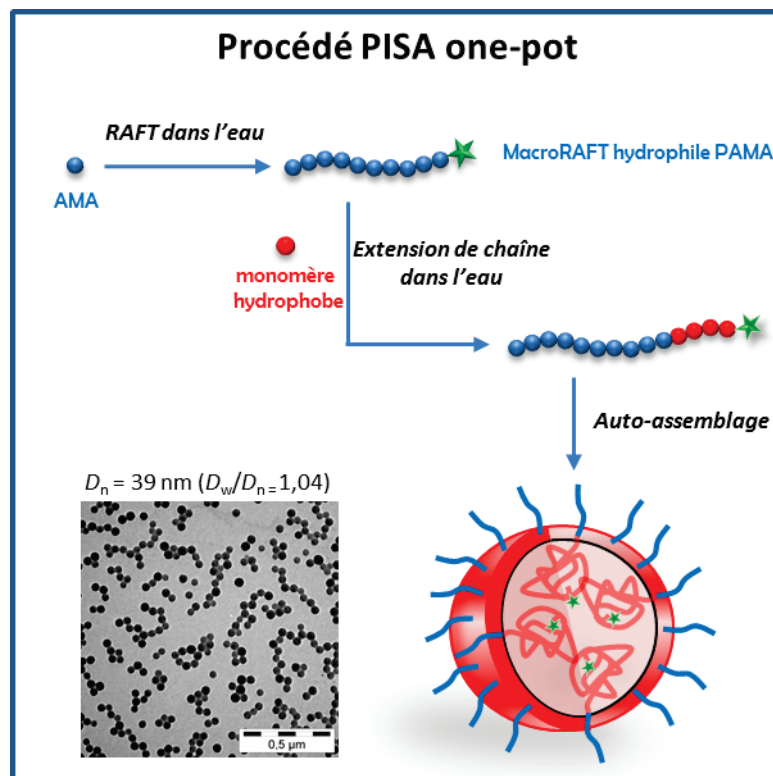 Procédé PISA one-pot
RAFT dans l’eau
MacroRAFT hydrophile PAMA
AMA
Extension de chaîne
dans l’eau
monomère
hydrophobe
Auto-assemblage
Dn = 39 nm (Dw/Dn = 1,04)
0,5 µm